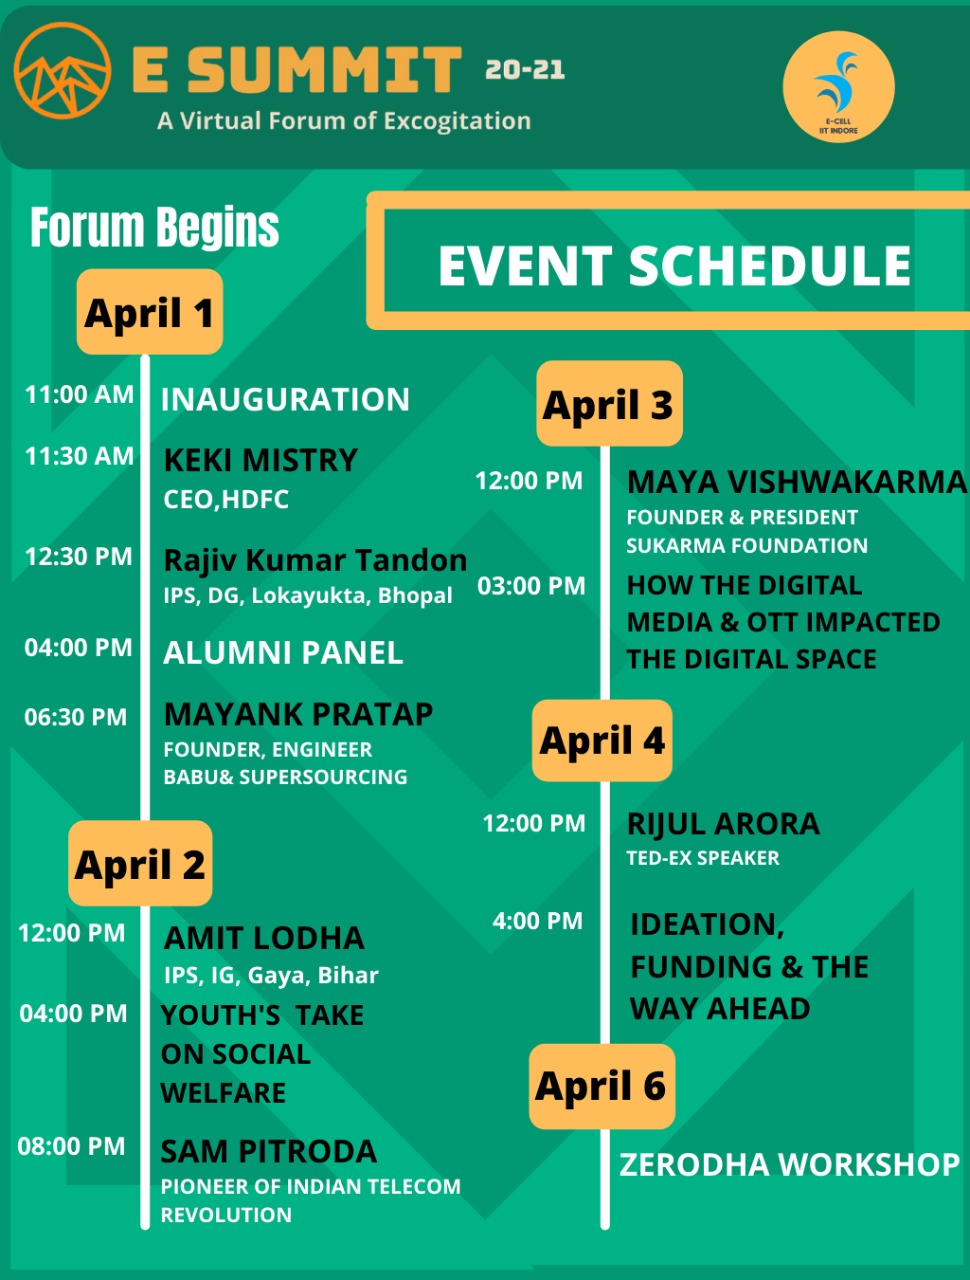 E SUMMIT 20-21
A Virtual Forum of Excogitation
E-CELL
IIT INDORE
Forum Begins
EVENT SCHEDULE
April 1
11:00 AM INAUGURATION
11:30 AM KEKI MISTRY
CEO,HDFC
12:30 PM Rajiv Kumar Tandon
IPS, DG, Lokayukta, Bhopal
04:00 PM ALUMNI PANEL
06:30 PM MAYANK PRATAP
FOUNDER, ENGINEER
BABU& SUPERSOURCING
April 2
12:00 PM AMIT LODHA
IPS, IG, Gaya, Bihar
04:00 PM YOUTH'S TAKE
ON SOCIAL
WELFARE
08:00 PM SAM PITRODA
PIONEER OF INDIAN TELECOM
REVOLUTION
April 3
12:00 PM MAYA VISHWAKARMA
FOUNDER & PRESIDENT
SUKARMA FOUNDATION
03:00 PM HOW THE DIGITAL
MEDIA & OTT IMPACTED
THE DIGITAL SPACE
April 4
12:00 PM RIJUL ARORA
TED-EX SPEAKER
4:00 PM IDEATION,
FUNDING & THE
WAY AHEAD
April 6
ZERODHA WORKSHOP